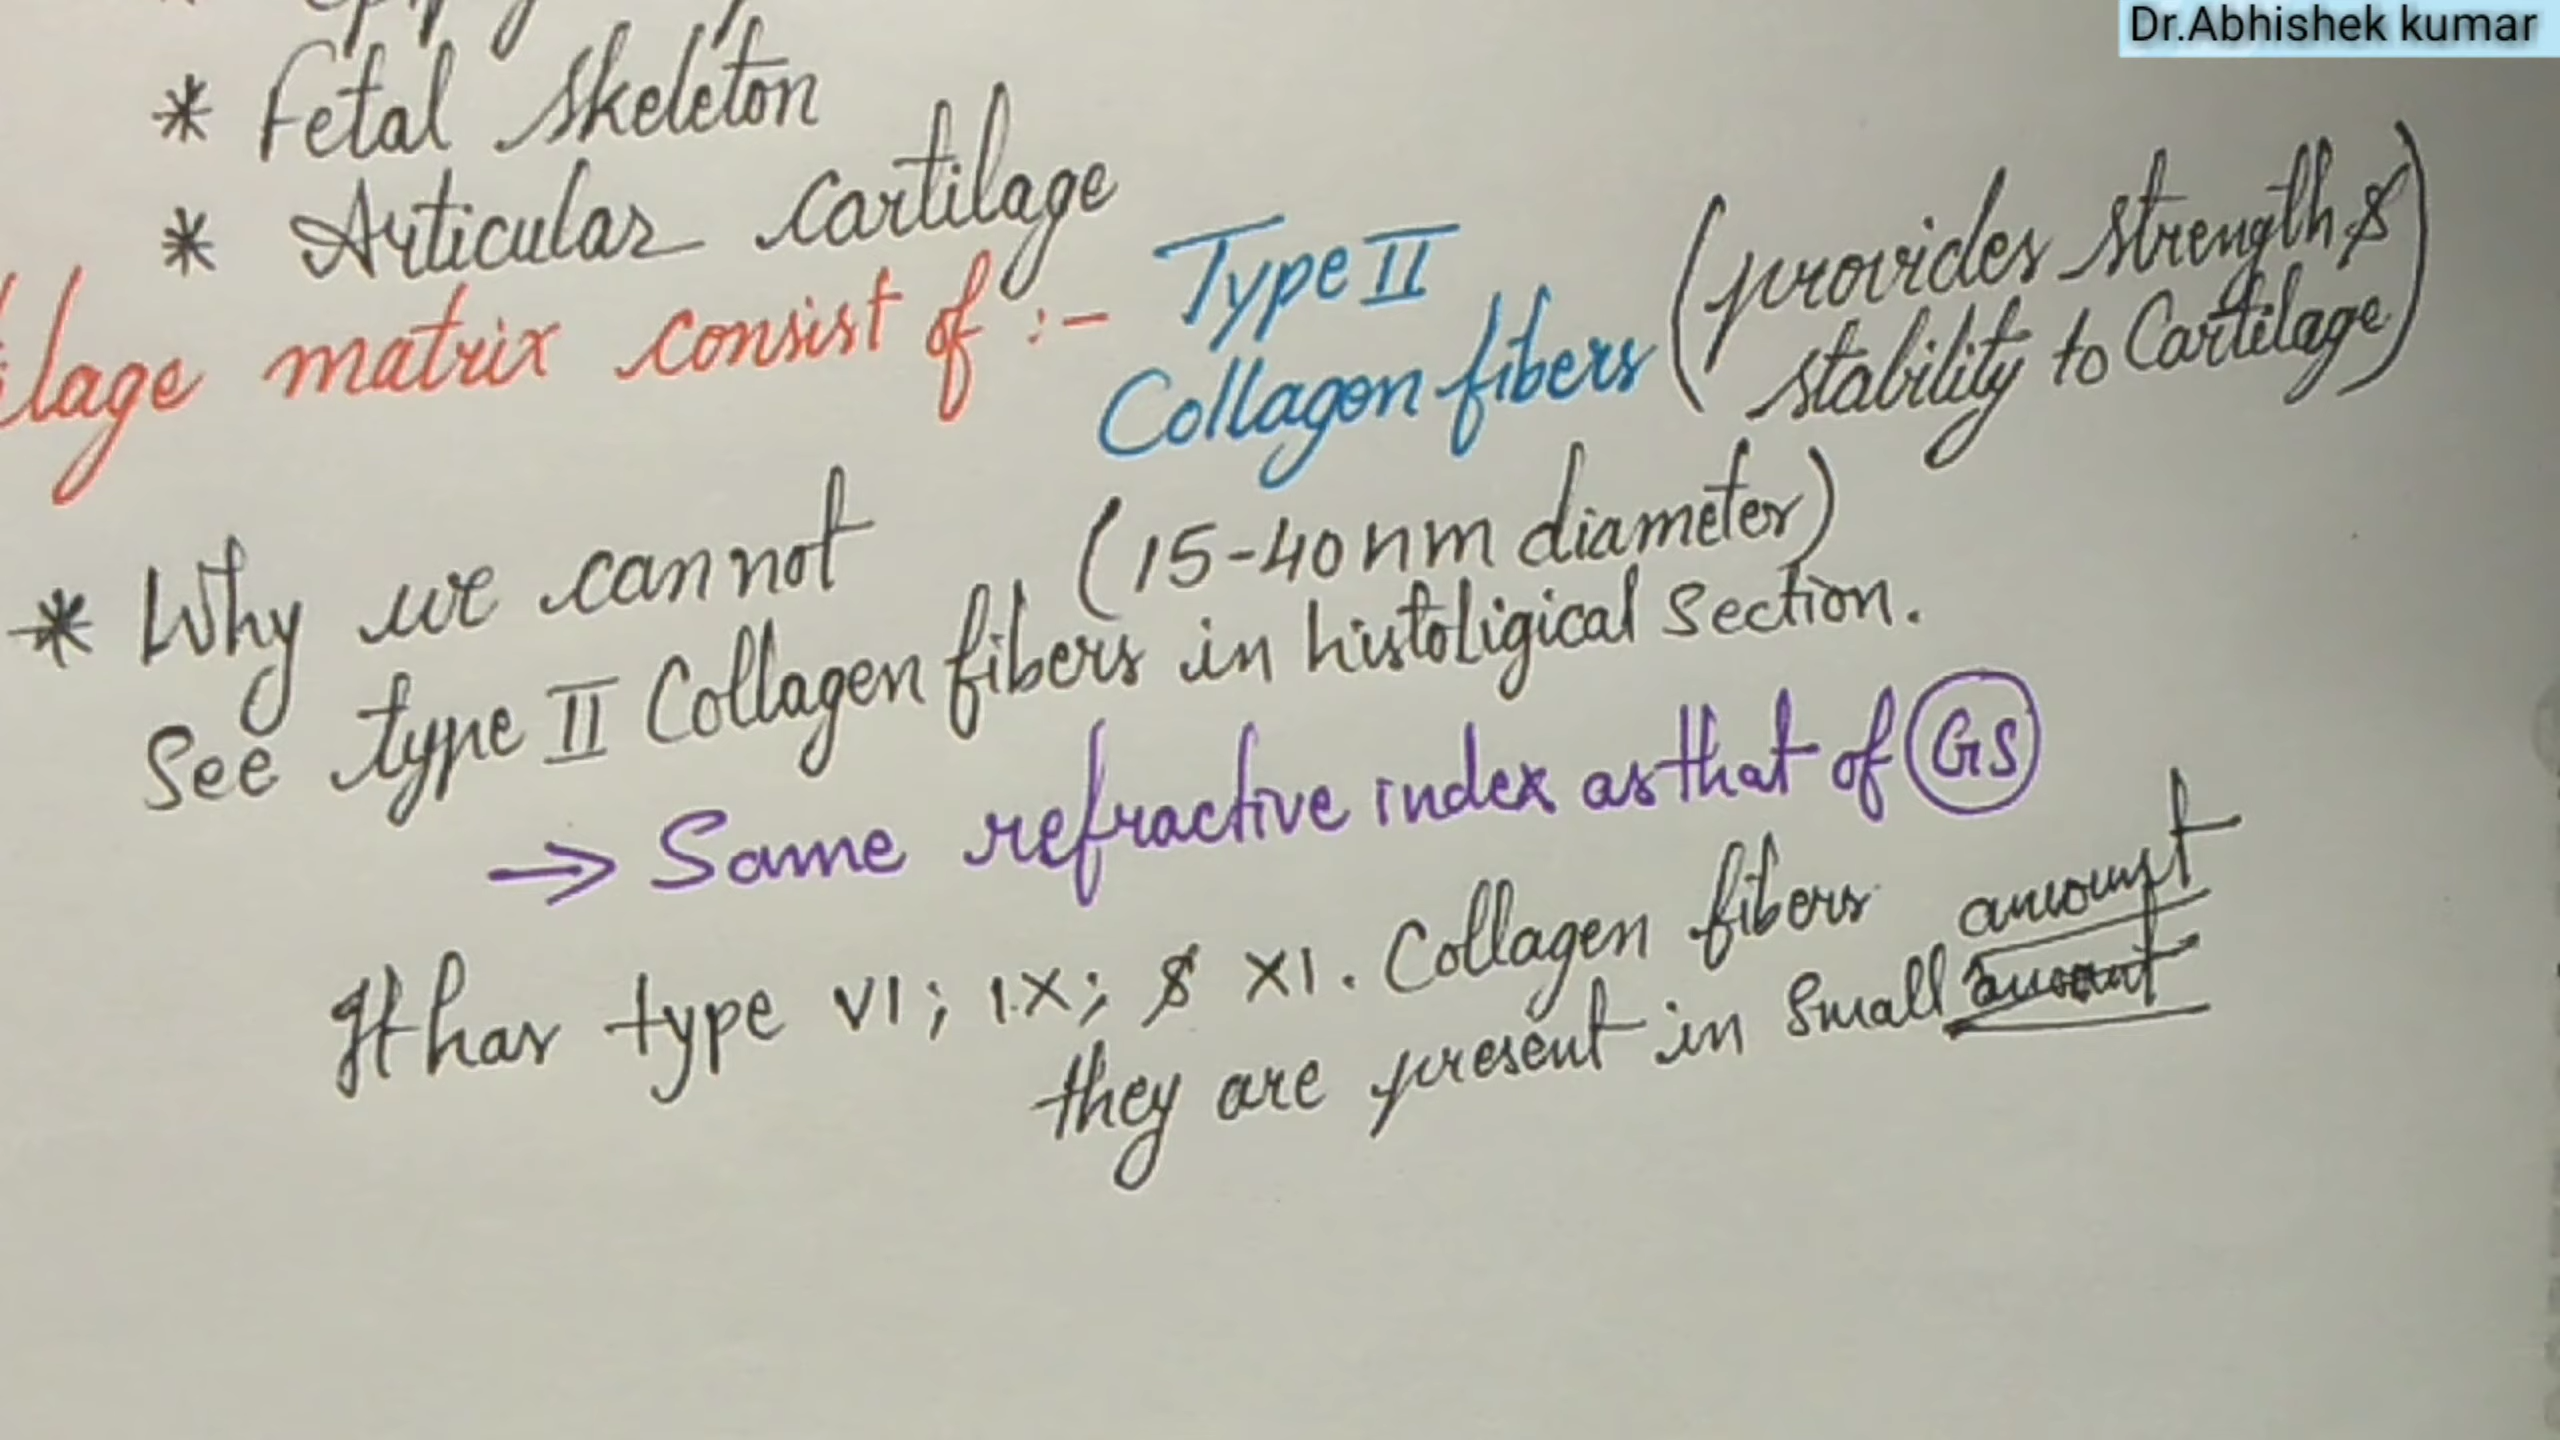 Dr.Abhishek kumar
* Fetal Skeleton
* Articular cartilage
lage matrix consist of :- Type II
Collagen fibers (provides strength &
stability to Cartilage)
* Why we cannot (15-40nm diameter)
See type II Collagen fibers in histoligical Section.
→ Same refractive index as that of GS
It has type VI; IX; & XI. Collagen fibers
they are present in Small amount